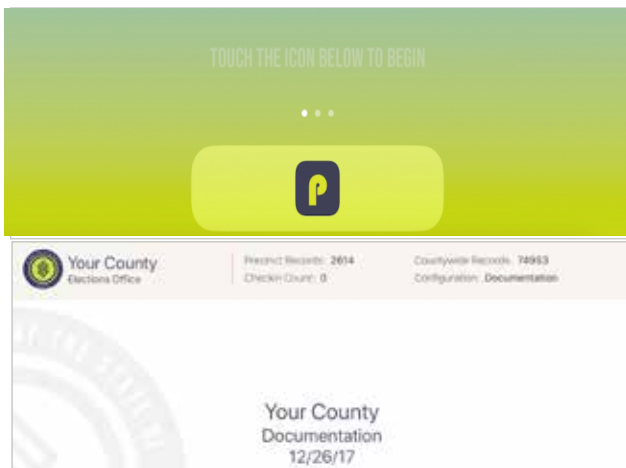 TOUCH THE ICON BELOW TO BEGIN
P
Your County
Elections Office
Precinct Records: 2614
Checkin Count: 0
Countywide Records: 74953
Configuration: Documentation
Your County
Documentation
12/26/17